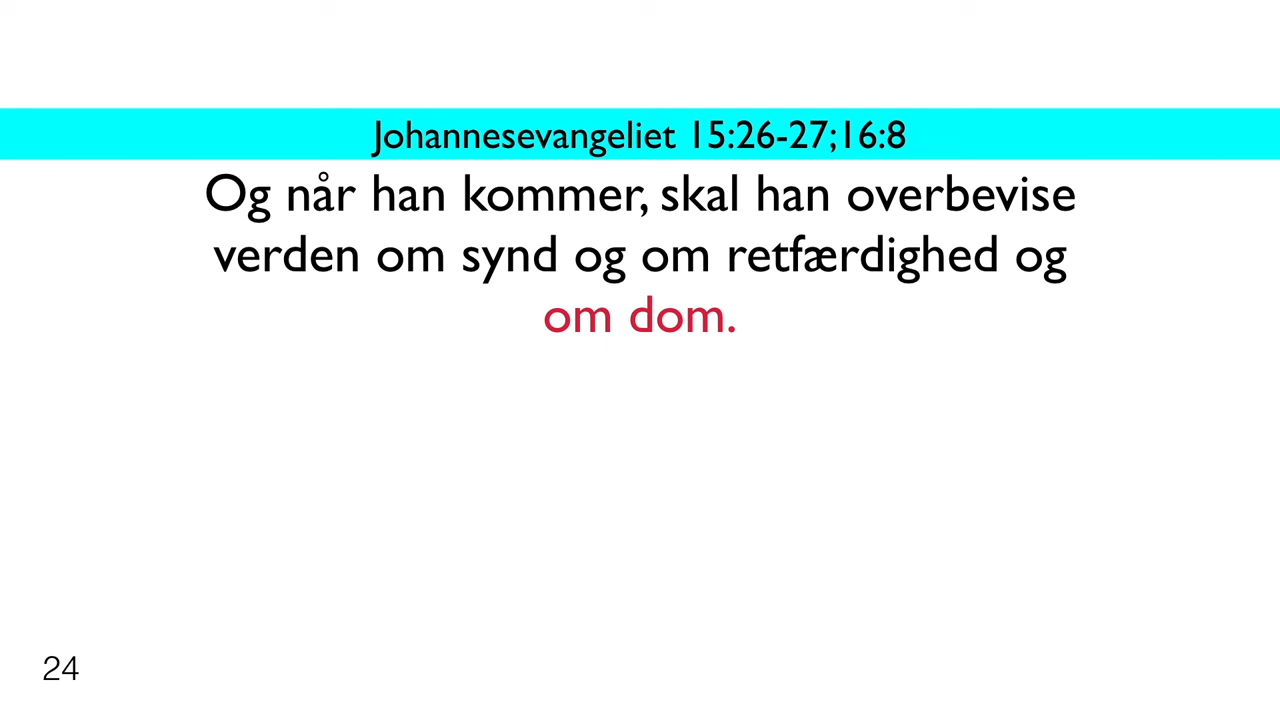 Johannesevangeliet 15:26-27;16:8
Og når han kommer, skal han overbevise
verden om synd og om retfærdighed og
om dom.
24